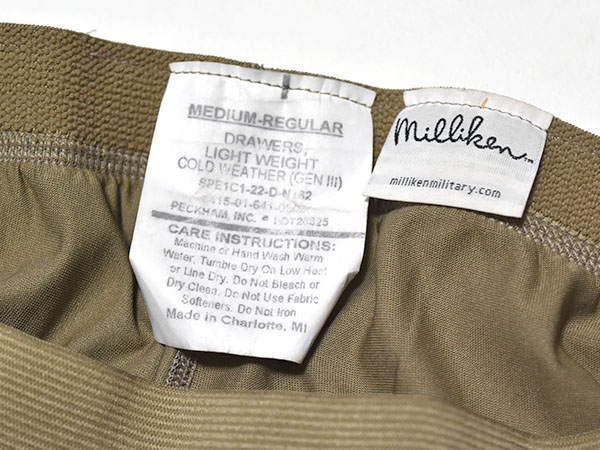 MEDIUM-REGULAR
DRAWERS,
LIGHT WEIGHT
COLD WEATHER (GEN III)
PECKHAM, INC.
CARE INSTRUCTIONS:
Machine or Hand Wash Warm
Water, Tumble Dry On Low Heat
or Line Dry. Do Not Bleach or
Dry Clean. Do Not Use Fabric
Softeners. Do Not Iron
Made in Charlotte, MI
Milliken™
millikenmilitary.com